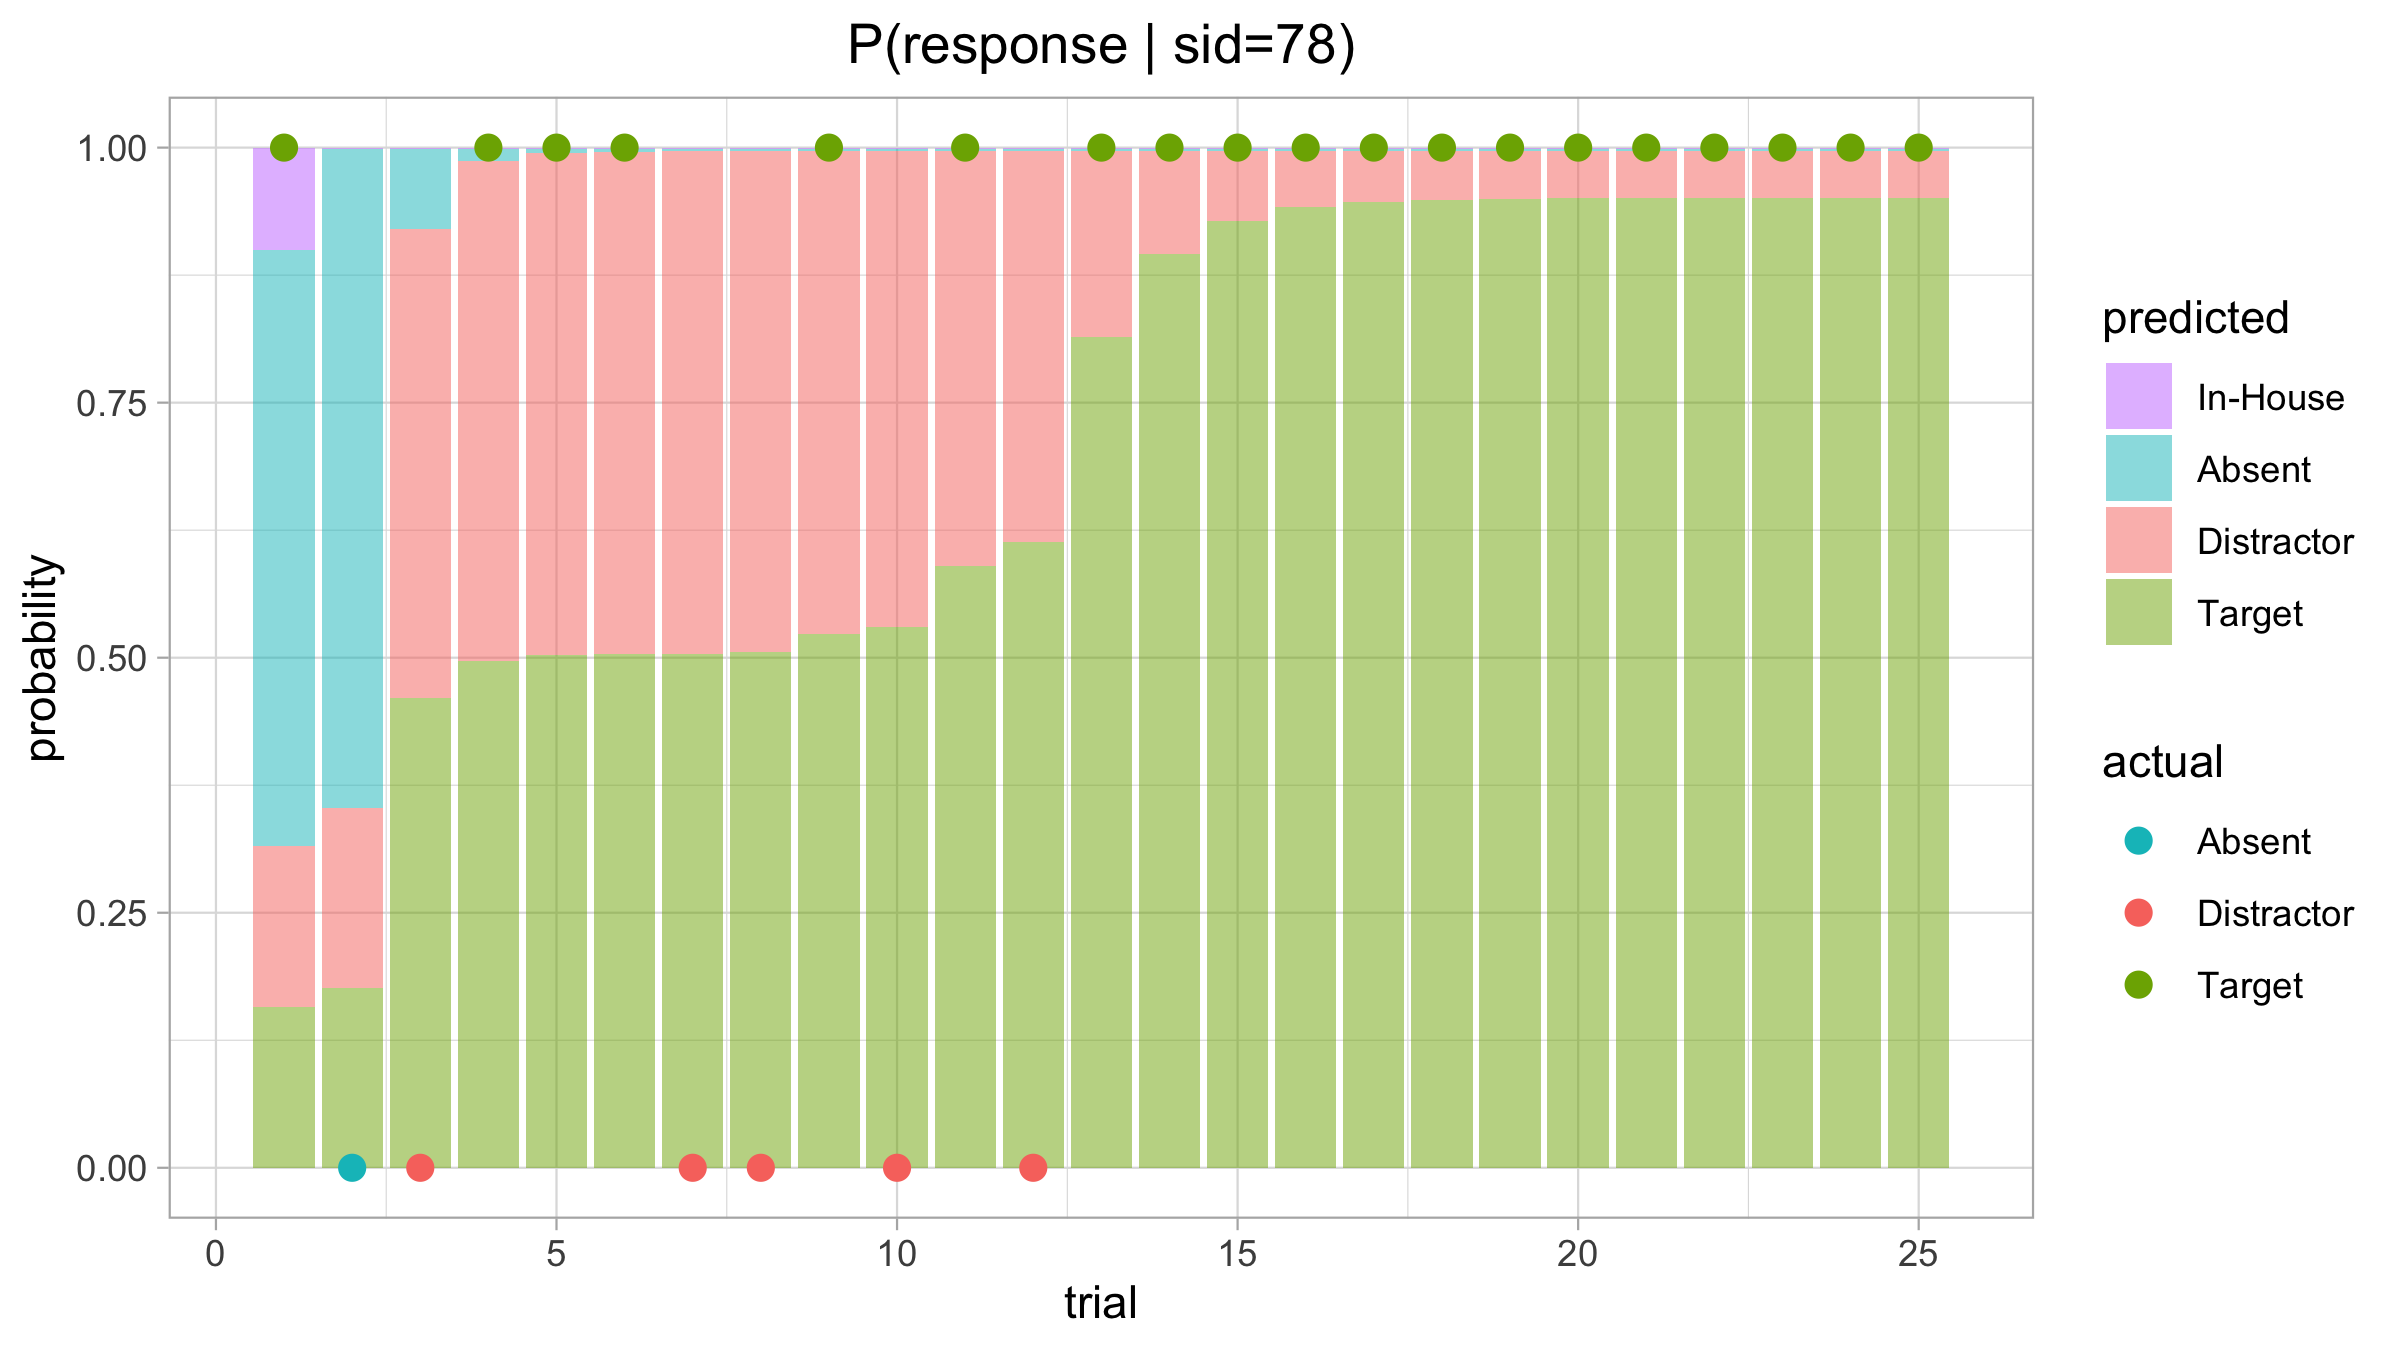 P(response | sid=78)
1.00
0.75
0.50
0.25
0.00
probability
0 5 10 15 20 25
trial
predicted
In-House
Absent
Distractor
Target
actual
Absent
Distractor
Target